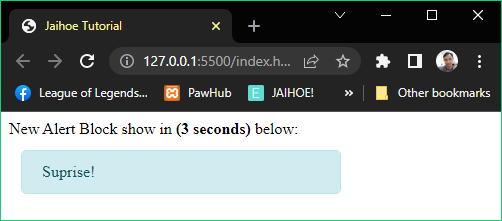 Jaihoe Tutorial
127.0.0.1:5500/index.h...
League of Legends... PawHub JAIHOE! » Other bookmarks
New Alert Block show in (3 seconds) below:
Suprise!